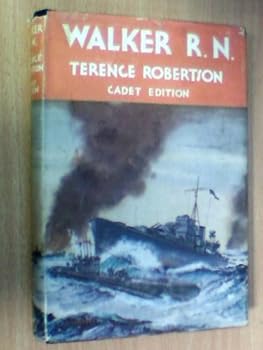 WALKER R.N.
TERENCE ROBERTSON
CADET EDITION